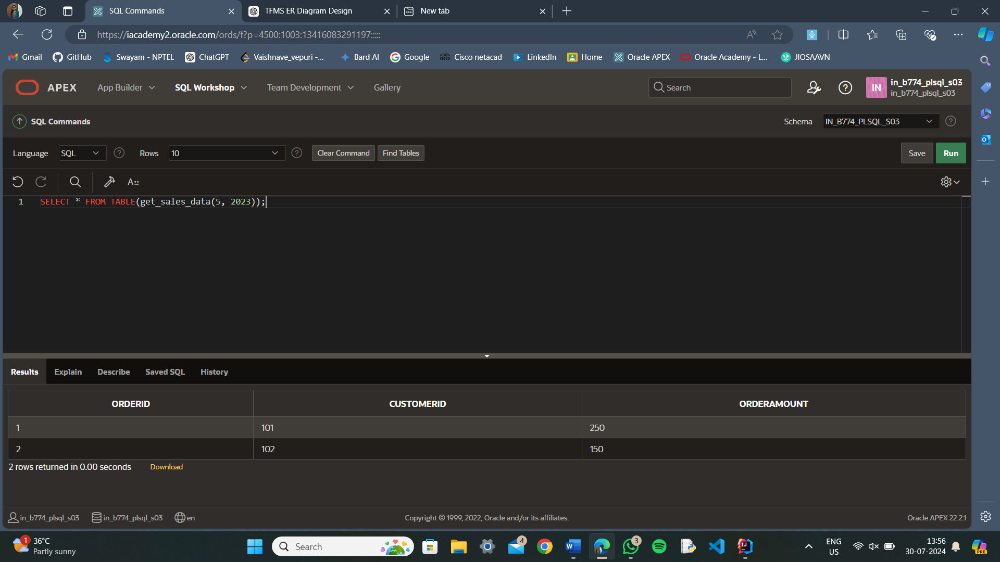 SQL Commands
TFMS ER Diagram Design
New tab
https://iacademy2.oracle.com/ords/f?p=4500:1003:13416083291197:::::
Gmail
GitHub
Swayam - NPTEL
ChatGPT
Vaishnave_vepuri -...
Bard AI
Google
Cisco netacad
LinkedIn
Home
Oracle APEX
Oracle Academy - L...
JIOSAAVN
APEX
App Builder
SQL Workshop
Team Development
Gallery
Search
IN
in_b774_plsql_s03
in_b774_plsql_s03
SQL Commands
Schema
IN_B774_PLSQL_S03
Language
SQL
Rows
10
Clear Command
Find Tables
Save
Run
A::
1 SELECT * FROM TABLE(get_sales_data(5, 2023));
Results
Explain
Describe
Saved SQL
History
ORDERID CUSTOMERID ORDERAMOUNT
1 101 250
2 102 150
2 rows returned in 0.00 seconds
Download
in_b774_plsql_s03
in_b774_plsql_s03
en
Copyright © 1999, 2022, Oracle and/or its affiliates.
Oracle APEX 22.2.1
1
36°C
Partly sunny
Search
4
3
ENG
US
13:56
30-07-2024
PRE